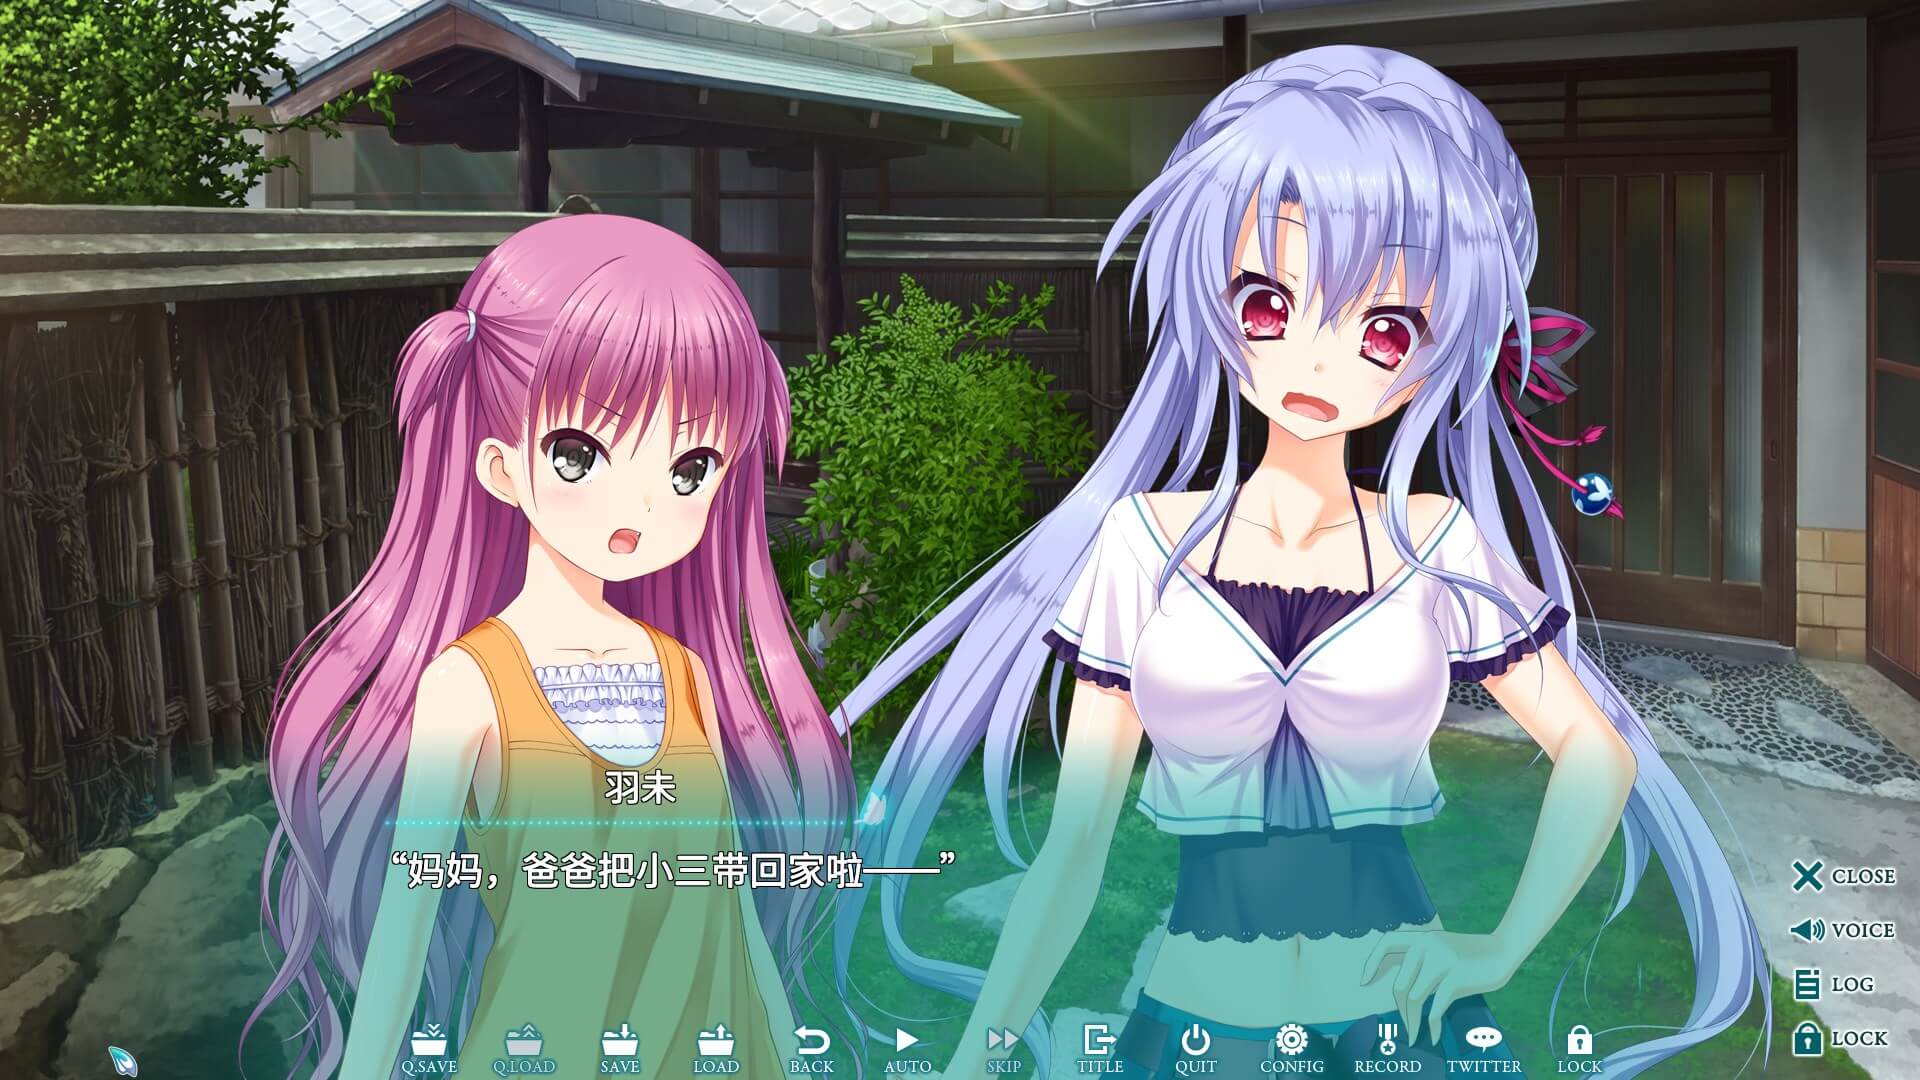 羽未
“妈妈，爸爸把小三带回家啦——”
CLOSE
VOICE
LOG
LOCK
Q.SAVE Q.LOAD SAVE LOAD BACK AUTO SKIP TITLE QUIT CONFIG RECORD TWITTER LOCK